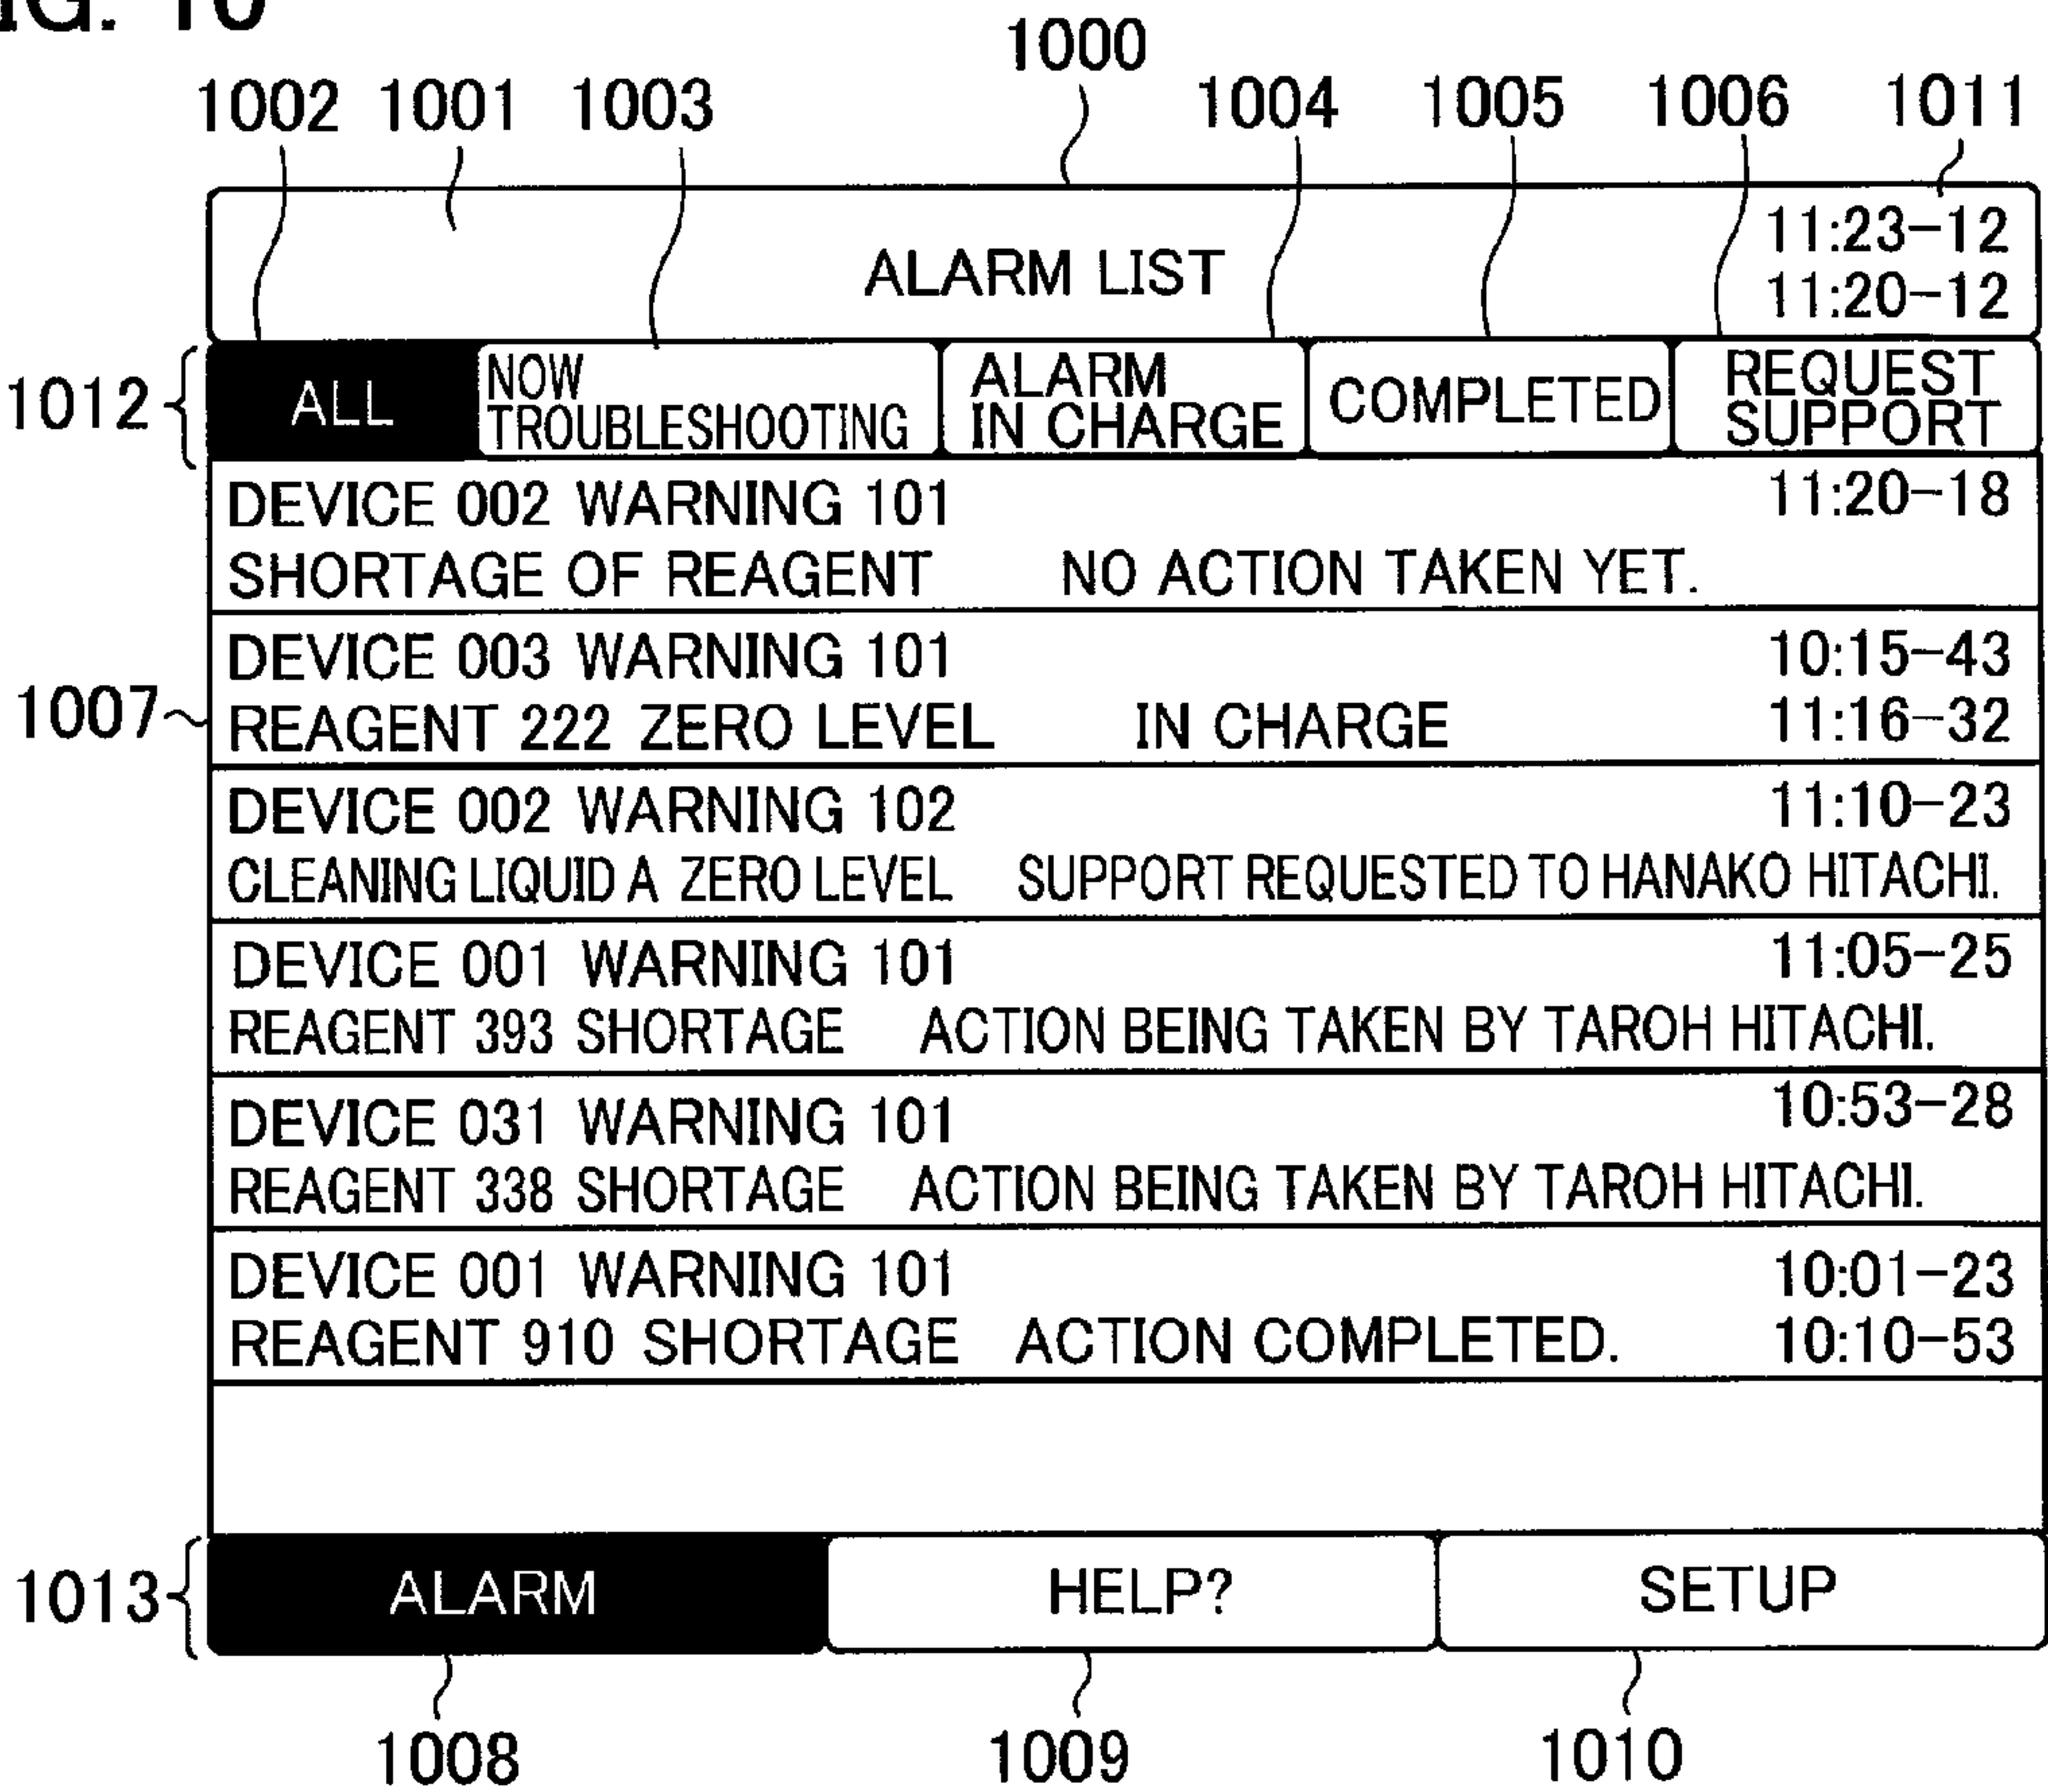 FIG. 10
1000
1002 1001 1003 1004 1005 1006 1011
11:23-12
ALARM LIST
11:20-12
1012
ALL
NOW
TROUBLESHOOTING
ALARM
IN CHARGE
COMPLETED
REQUEST
SUPPORT
DEVICE 002 WARNING 101 11:20-18
SHORTAGE OF REAGENT NO ACTION TAKEN YET.
DEVICE 003 WARNING 101 10:15-43
1007
REAGENT 222 ZERO LEVEL IN CHARGE 11:16-32
DEVICE 002 WARNING 102 11:10-23
CLEANING LIQUID A ZERO LEVEL SUPPORT REQUESTED TO HANAKO HITACHI.
DEVICE 001 WARNING 101 11:05-25
REAGENT 393 SHORTAGE ACTION BEING TAKEN BY TAROH HITACHI.
DEVICE 031 WARNING 101 10:53-28
REAGENT 338 SHORTAGE ACTION BEING TAKEN BY TAROH HITACHI.
DEVICE 001 WARNING 101 10:01-23
REAGENT 910 SHORTAGE ACTION COMPLETED. 10:10-53
1013
ALARM HELP? SETUP
1008 1009 1010